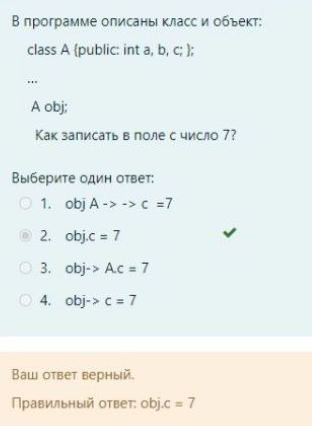 В программе описаны класс и объект:
class A {public: int a, b, c; };
...
A obj;
Как записать в поле с число 7?
Выберите один ответ:
1. obj A -> -> c =7
2. obj.c = 7
3. obj-> A.c = 7
4. obj-> c = 7
Ваш ответ верный.
Правильный ответ: obj.c = 7